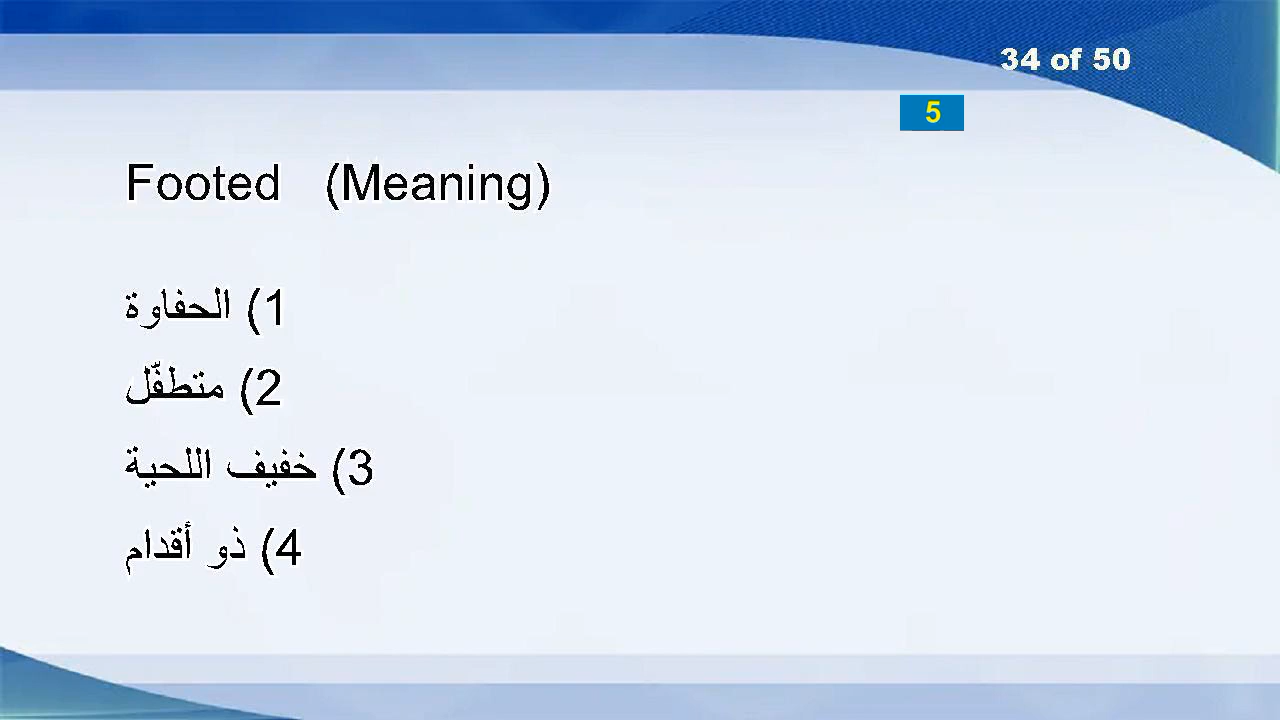 34 of 50
5
Footed (Meaning)
1) الحفاوة
2) متطفّل
3) خفيف اللحية
4) ذو أقدام